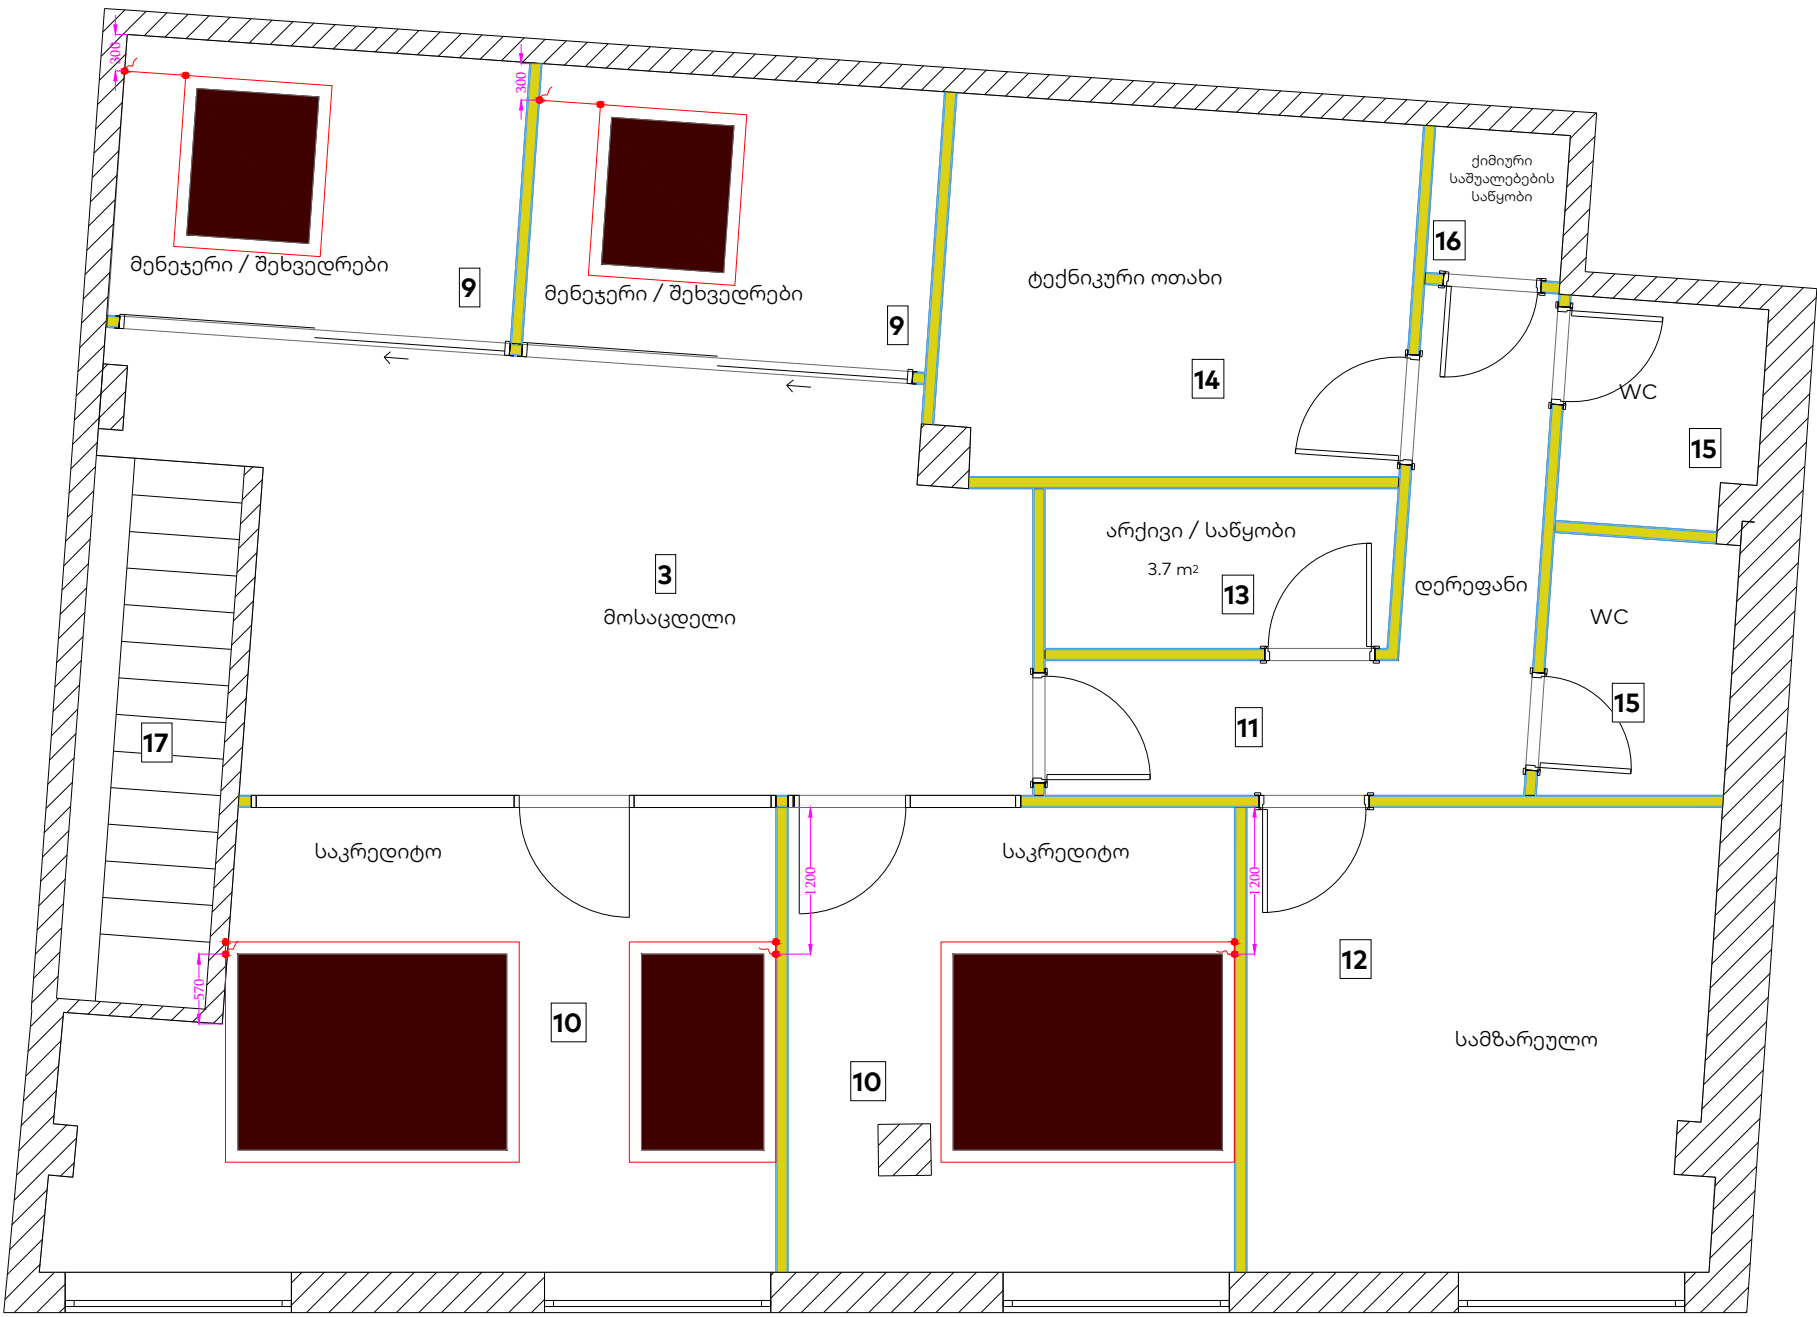 300
300
ქიმიური
საშუალებების
საწყობი
16
მენეჯერი / შეხვედრები
9
მენეჯერი / შეხვედრები
9
ტექნიკური ოთახი
14
WC
15
არქივი / საწყობი
3.7 m²
13
დერეფანი
3
მოსაცდელი
WC
15
17
11
საკრედიტო
საკრედიტო
1200
1200
570
10
10
12
სამზარეულო